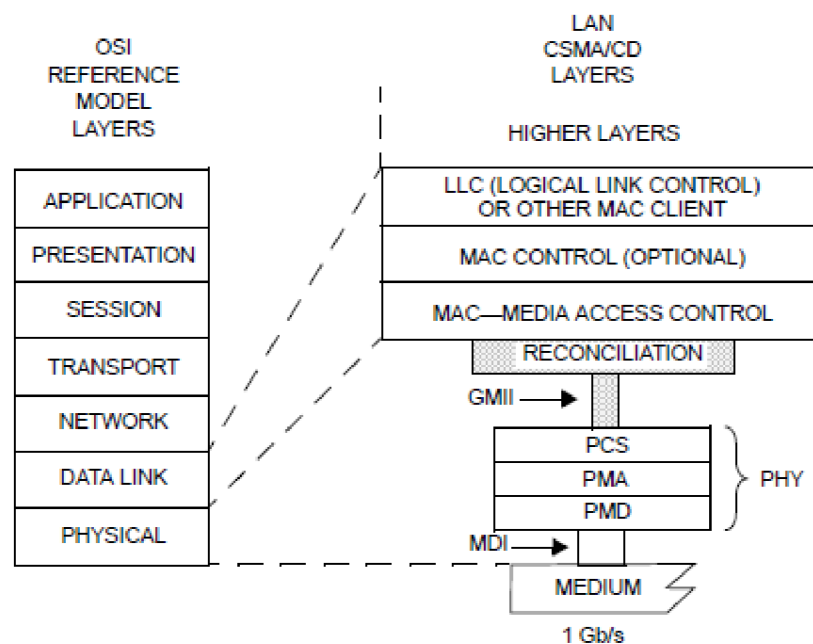 OSI
REFERENCE
MODEL
LAYERS
APPLICATION
PRESENTATION
SESSION
TRANSPORT
NETWORK
DATA LINK
PHYSICAL
LAN
CSMA/CD
LAYERS
HIGHER LAYERS
LLC (LOGICAL LINK CONTROL)
OR OTHER MAC CLIENT
MAC CONTROL (OPTIONAL)
MAC—MEDIA ACCESS CONTROL
RECONCILIATION
GMII
PCS
PMA
PMD
PHY
MDI
MEDIUM
1 Gb/s